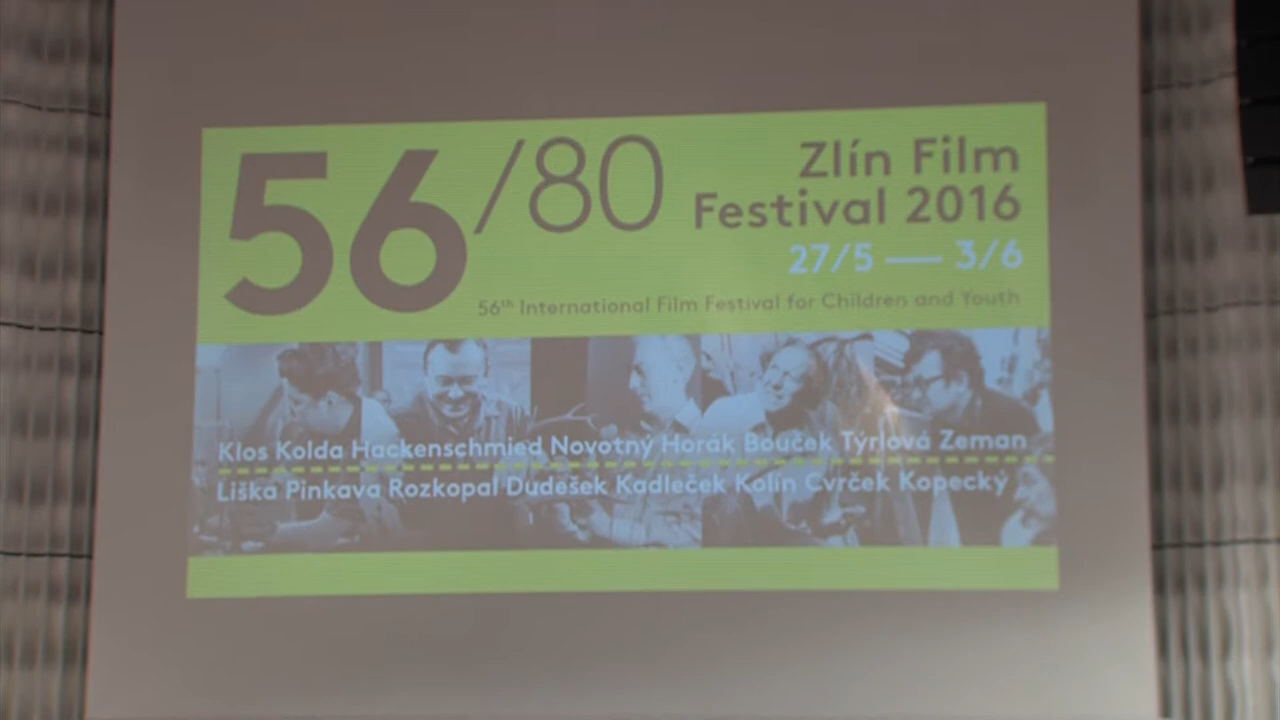 56/80
Zlín Film
Festival 2016
27/5 — 3/6
56th International Film Festival for Children and Youth
Klos Kolda Hackenschmied Novotný Horák Bouček Týrlová Zeman
Liška Pinkava Rozkopal Dudešek Kadleček Kolín Cvrček Kopecký